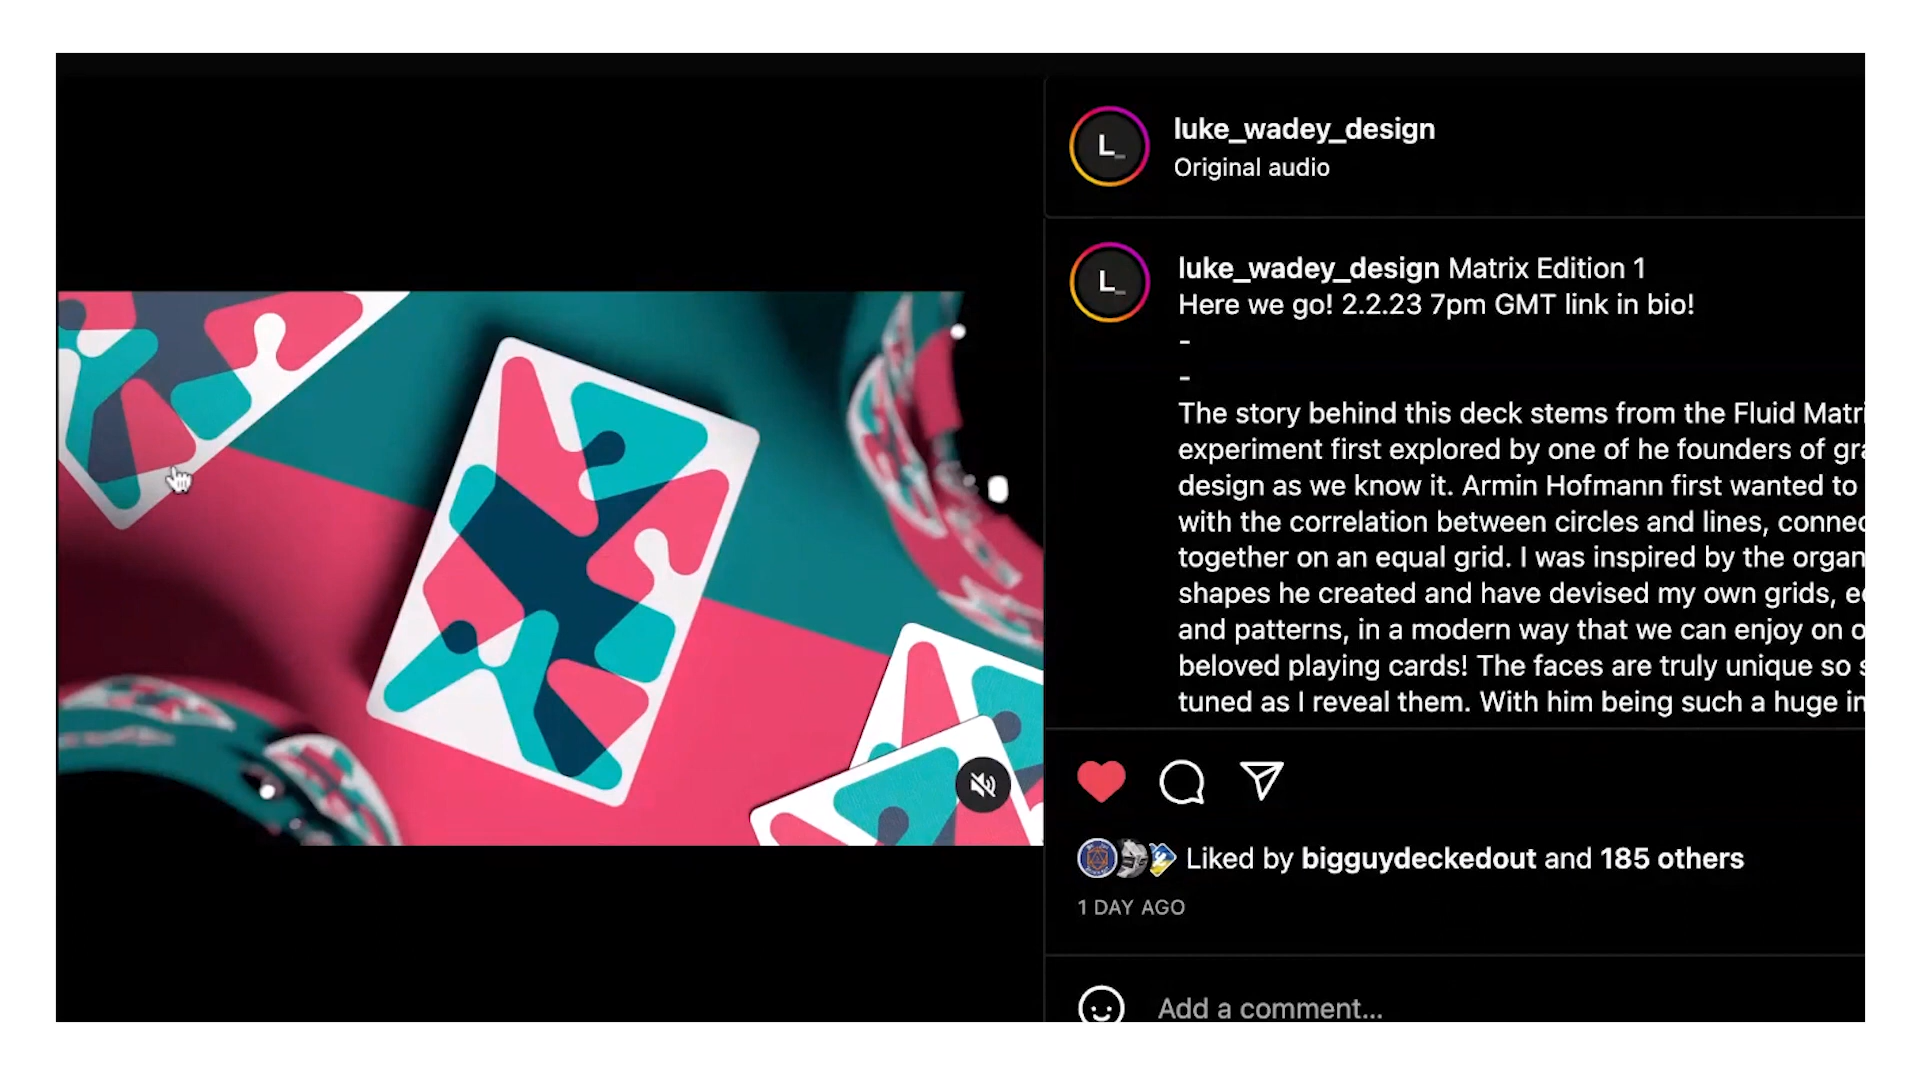 L_
luke_wadey_design
Original audio
L_
luke_wadey_design Matrix Edition 1
Here we go! 2.2.23 7pm GMT link in bio!
-
-
The story behind this deck stems from the Fluid Matri
experiment first explored by one of he founders of gra
design as we know it. Armin Hofmann first wanted to
with the correlation between circles and lines, connec
together on an equal grid. I was inspired by the organ
shapes he created and have devised my own grids, e
and patterns, in a modern way that we can enjoy on o
beloved playing cards! The faces are truly unique so s
tuned as I reveal them. With him being such a huge in
Liked by bigguydeckedout and 185 others
1 DAY AGO
Add a comment...